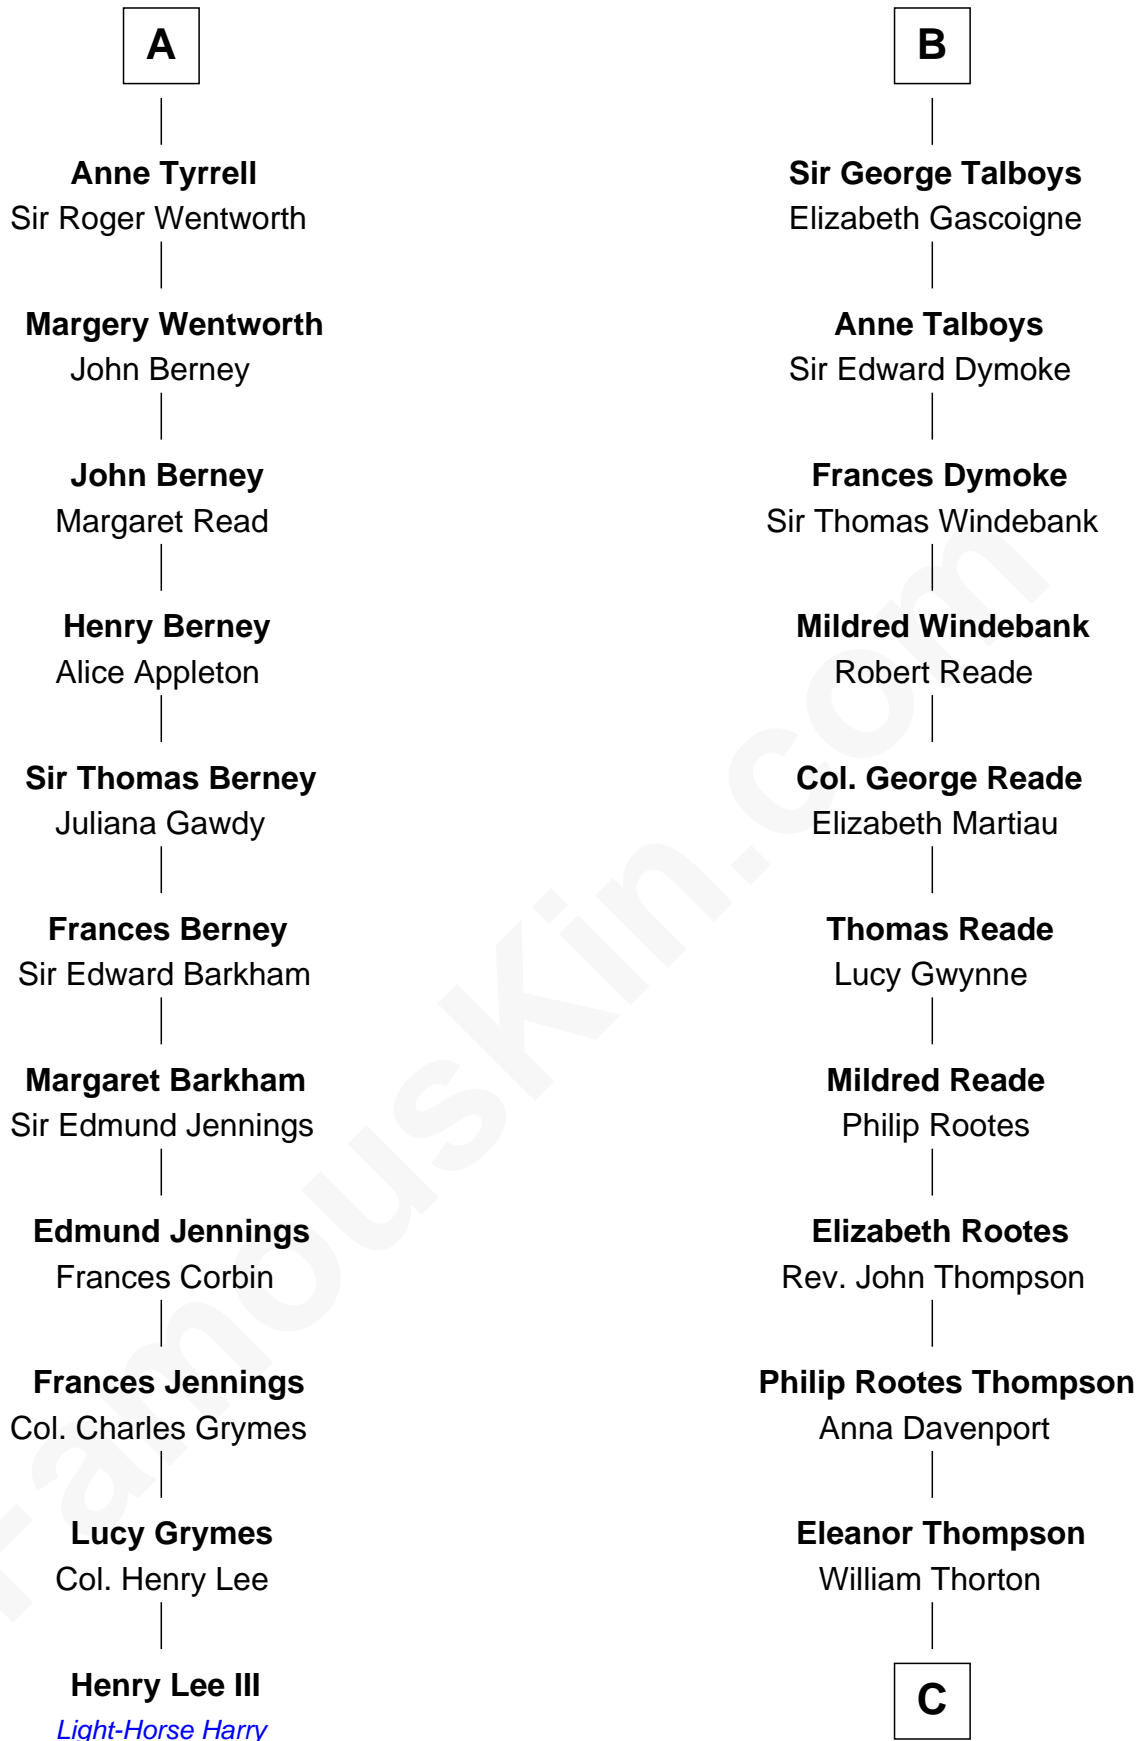 A
Anne Tyrrell
Sir Roger Wentworth
Margery Wentworth
John Berney
John Berney
Margaret Read
Henry Berney
Alice Appleton
Sir Thomas Berney
Juliana Gawdy
Frances Berney
Sir Edward Barkham
Margaret Barkham
Sir Edmund Jennings
Edmund Jennings
Frances Corbin
Frances Jennings
Col. Charles Grymes
Lucy Grymes
Col. Henry Lee
Henry Lee III
Light-Horse Harry
B
Sir George Talboys
Elizabeth Gascoigne
Anne Talboys
Sir Edward Dymoke
Frances Dymoke
Sir Thomas Windebank
Mildred Windebank
Robert Reade
Col. George Reade
Elizabeth Martiau
Thomas Reade
Lucy Gwynne
Mildred Reade
Philip Rootes
Elizabeth Rootes
Rev. John Thompson
Philip Rootes Thompson
Anna Davenport
Eleanor Thompson
William Thorton
C
FamousKin.com